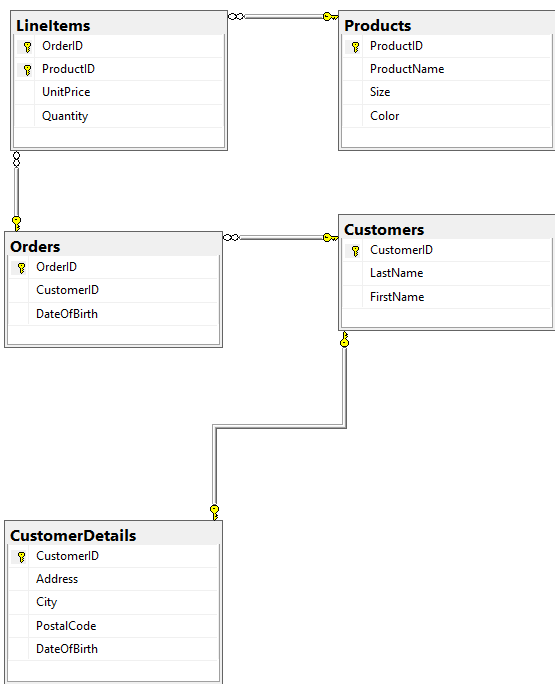 LineItems
OrderID
ProductID
UnitPrice
Quantity
Products
ProductID
ProductName
Size
Color
Orders
OrderID
CustomerID
DateOfBirth
Customers
CustomerID
LastName
FirstName
CustomerDetails
CustomerID
Address
City
PostalCode
DateOfBirth